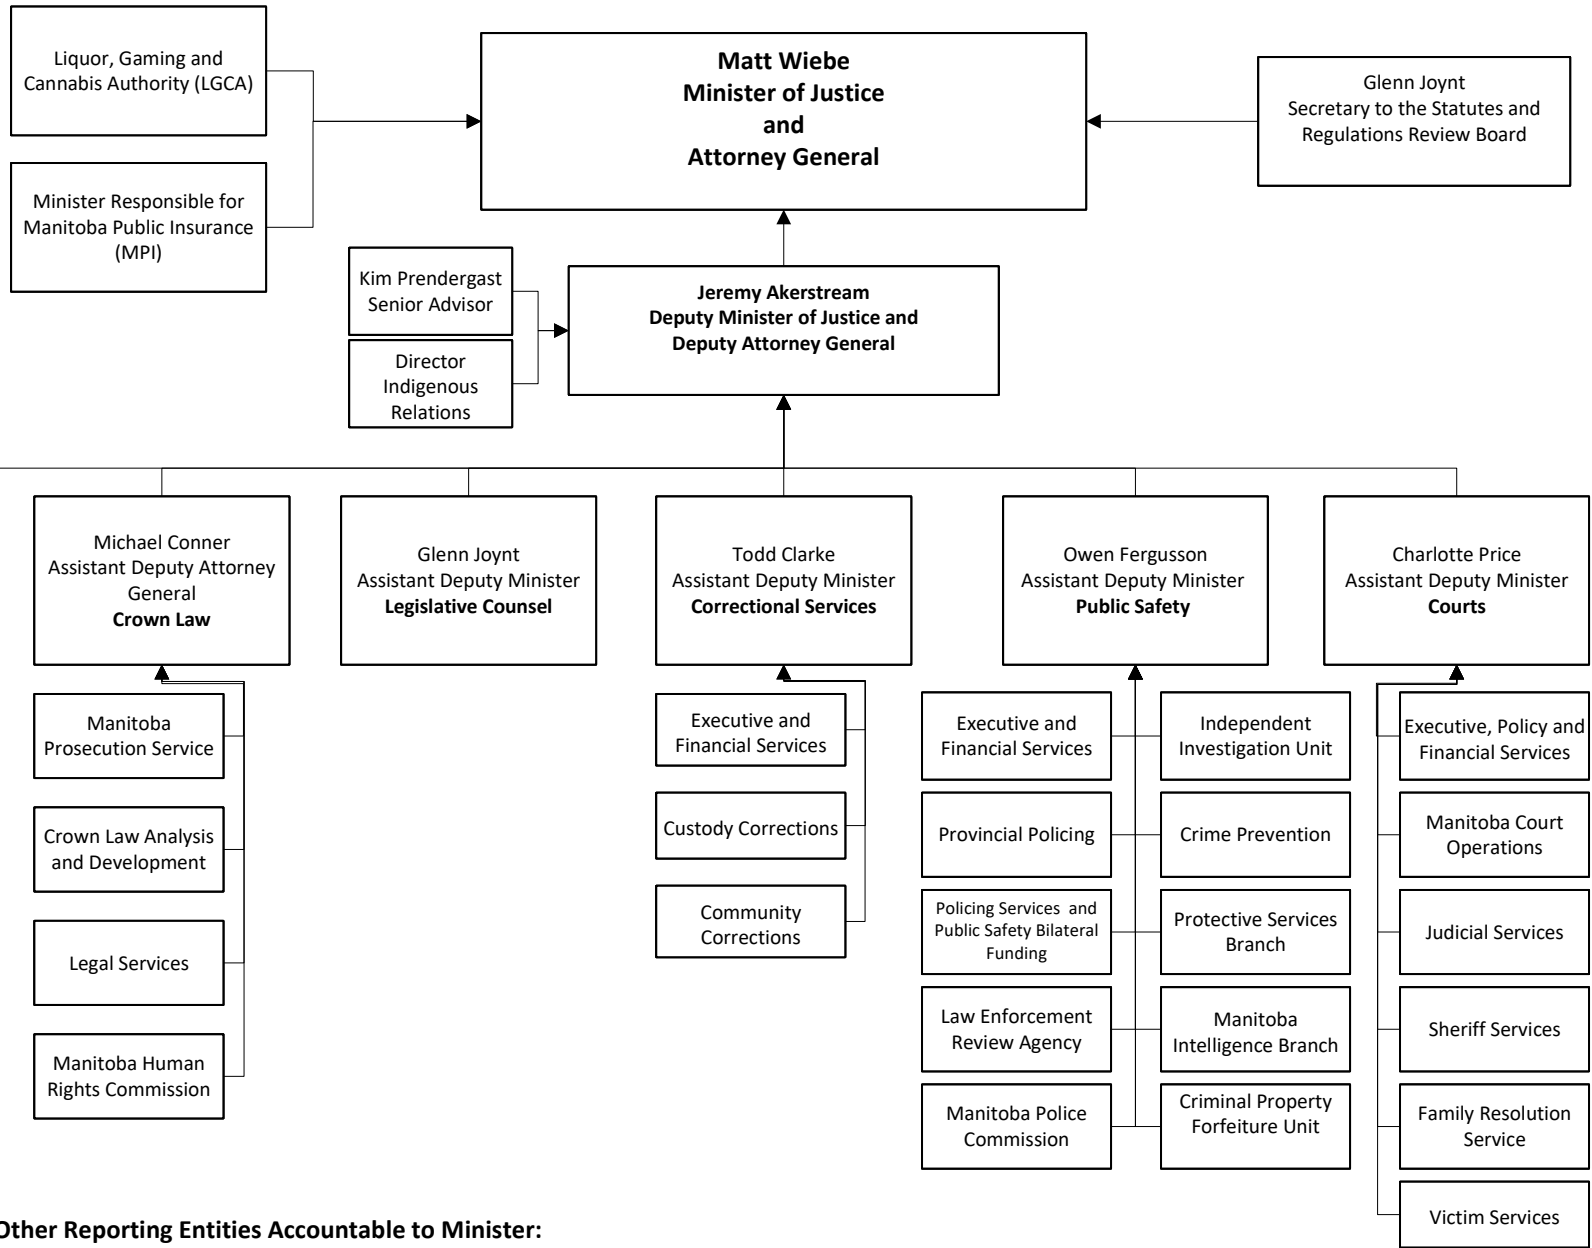 Liquor, Gaming and
Cannabis Authority (LGCA)
Matt Wiebe
Minister of Justice
and
Attorney General
Glenn Joynt
Secretary to the Statutes and
Regulations Review Board
Minister Responsible for
Manitoba Public Insurance
(MPI)
Kim Prendergast
Senior Advisor
Jeremy Akerstream
Deputy Minister of Justice and
Deputy Attorney General
Director
Indigenous
Relations
Michael Conner
Assistant Deputy Attorney
General
Crown Law
Glenn Joynt
Assistant Deputy Minister
Legislative Counsel
Todd Clarke
Assistant Deputy Minister
Correctional Services
Owen Fergusson
Assistant Deputy Minister
Public Safety
Charlotte Price
Assistant Deputy Minister
Courts
Manitoba
Prosecution Service
Crown Law Analysis
and Development
Legal Services
Manitoba Human
Rights Commission
Executive and
Financial Services
Custody Corrections
Community
Corrections
Executive and
Financial Services
Provincial Policing
Policing Services and
Public Safety Bilateral
Funding
Law Enforcement
Review Agency
Manitoba Police
Commission
Independent
Investigation Unit
Crime Prevention
Protective Services
Branch
Manitoba
Intelligence Branch
Criminal Property
Forfeiture Unit
Executive, Policy and
Financial Services
Manitoba Court
Operations
Judicial Services
Sheriff Services
Family Resolution
Service
Victim Services
Other Reporting Entities Accountable to Minister: